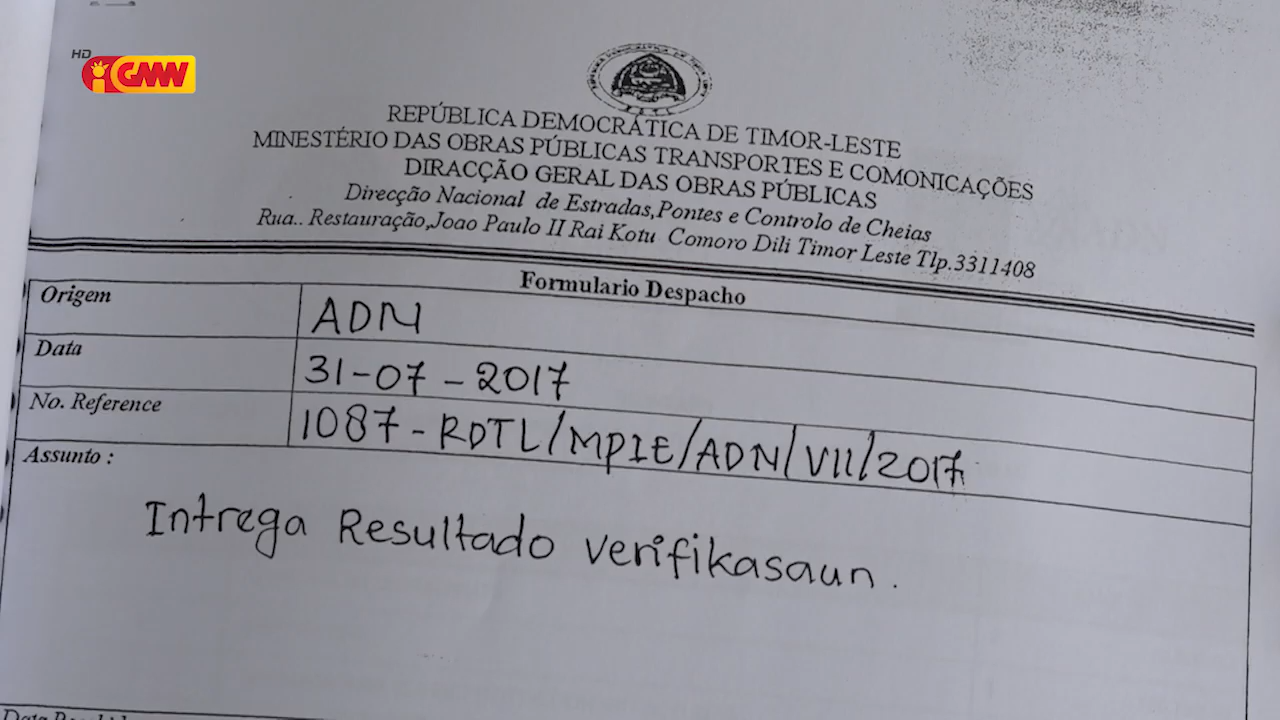 HD
GMN
REPÚBLICA DEMOCRÁTICA DE TIMOR-LESTE
MINESTÉRIO DAS OBRAS PÚBLICAS TRANSPORTES E COMONICAÇÕES
DIRACÇÃO GERAL DAS OBRAS PÚBLICAS
Direcção Nacional de Estradas,Pontes e Controlo de Cheias
Rua.. Restauração,Joao Paulo II Rai Kotu Comoro Dili Timor Leste Tlp.3311408
Formulario Despacho
Origem ADN
Data 31-07-2017
No. Reference 1087-RDTL/MPIE/ADN/VII/2017
Assunto :
Intrega Resultado verifikasaun.